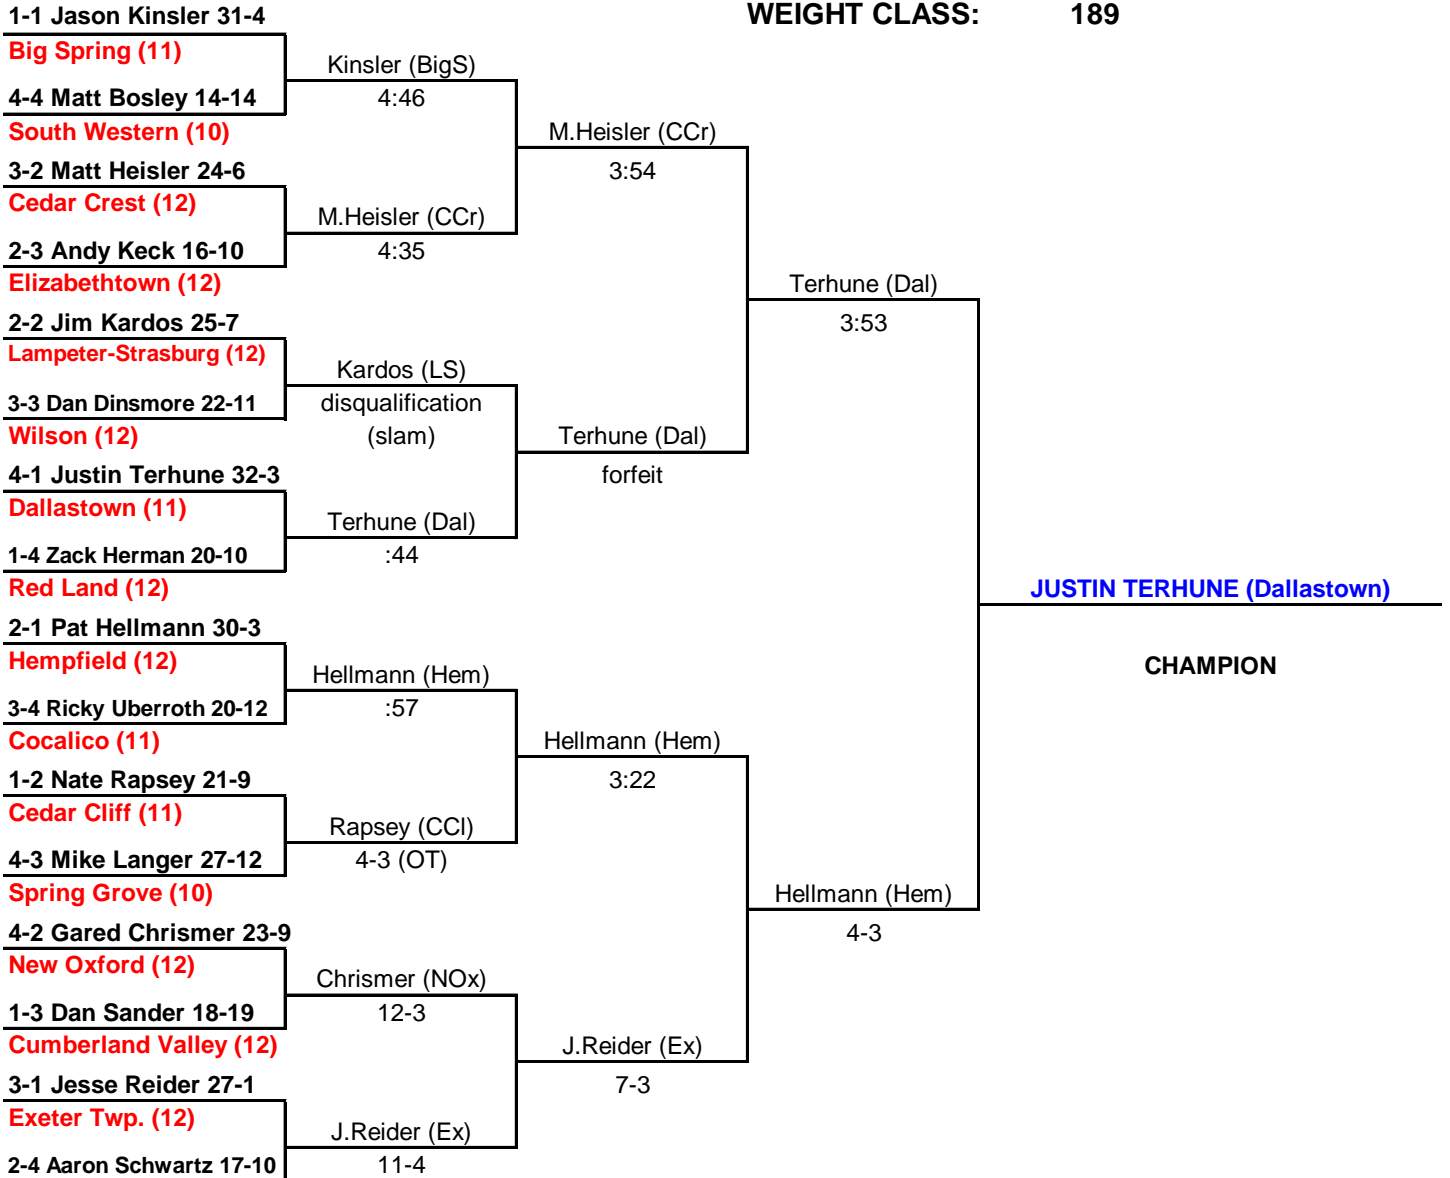 WEIGHT CLASS: 189
1-1 Jason Kinsler 31-4
Big Spring (11)
4-4 Matt Bosley 14-14
South Western (10)
3-2 Matt Heisler 24-6
Cedar Crest (12)
2-3 Andy Keck 16-10
Elizabethtown (12)
2-2 Jim Kardos 25-7
Lampeter-Strasburg (12)
3-3 Dan Dinsmore 22-11
Wilson (12)
4-1 Justin Terhune 32-3
Dallastown (11)
1-4 Zack Herman 20-10
Red Land (12)
2-1 Pat Hellmann 30-3
Hempfield (12)
3-4 Ricky Uberroth 20-12
Cocalico (11)
1-2 Nate Rapsey 21-9
Cedar Cliff (11)
4-3 Mike Langer 27-12
Spring Grove (10)
4-2 Gared Chrismer 23-9
New Oxford (12)
1-3 Dan Sander 18-19
Cumberland Valley (12)
3-1 Jesse Reider 27-1
Exeter Twp. (12)
2-4 Aaron Schwartz 17-10
Kinsler (BigS)
4:46
M.Heisler (CCr)
4:35
Kardos (LS)
disqualification
(slam)
Terhune (Dal)
:44
Hellmann (Hem)
:57
Rapsey (CCl)
4-3 (OT)
Chrismer (NOx)
12-3
J.Reider (Ex)
11-4
M.Heisler (CCr)
3:54
Terhune (Dal)
forfeit
Hellmann (Hem)
3:22
J.Reider (Ex)
7-3
Terhune (Dal)
3:53
Hellmann (Hem)
4-3
JUSTIN TERHUNE (Dallastown)
CHAMPION